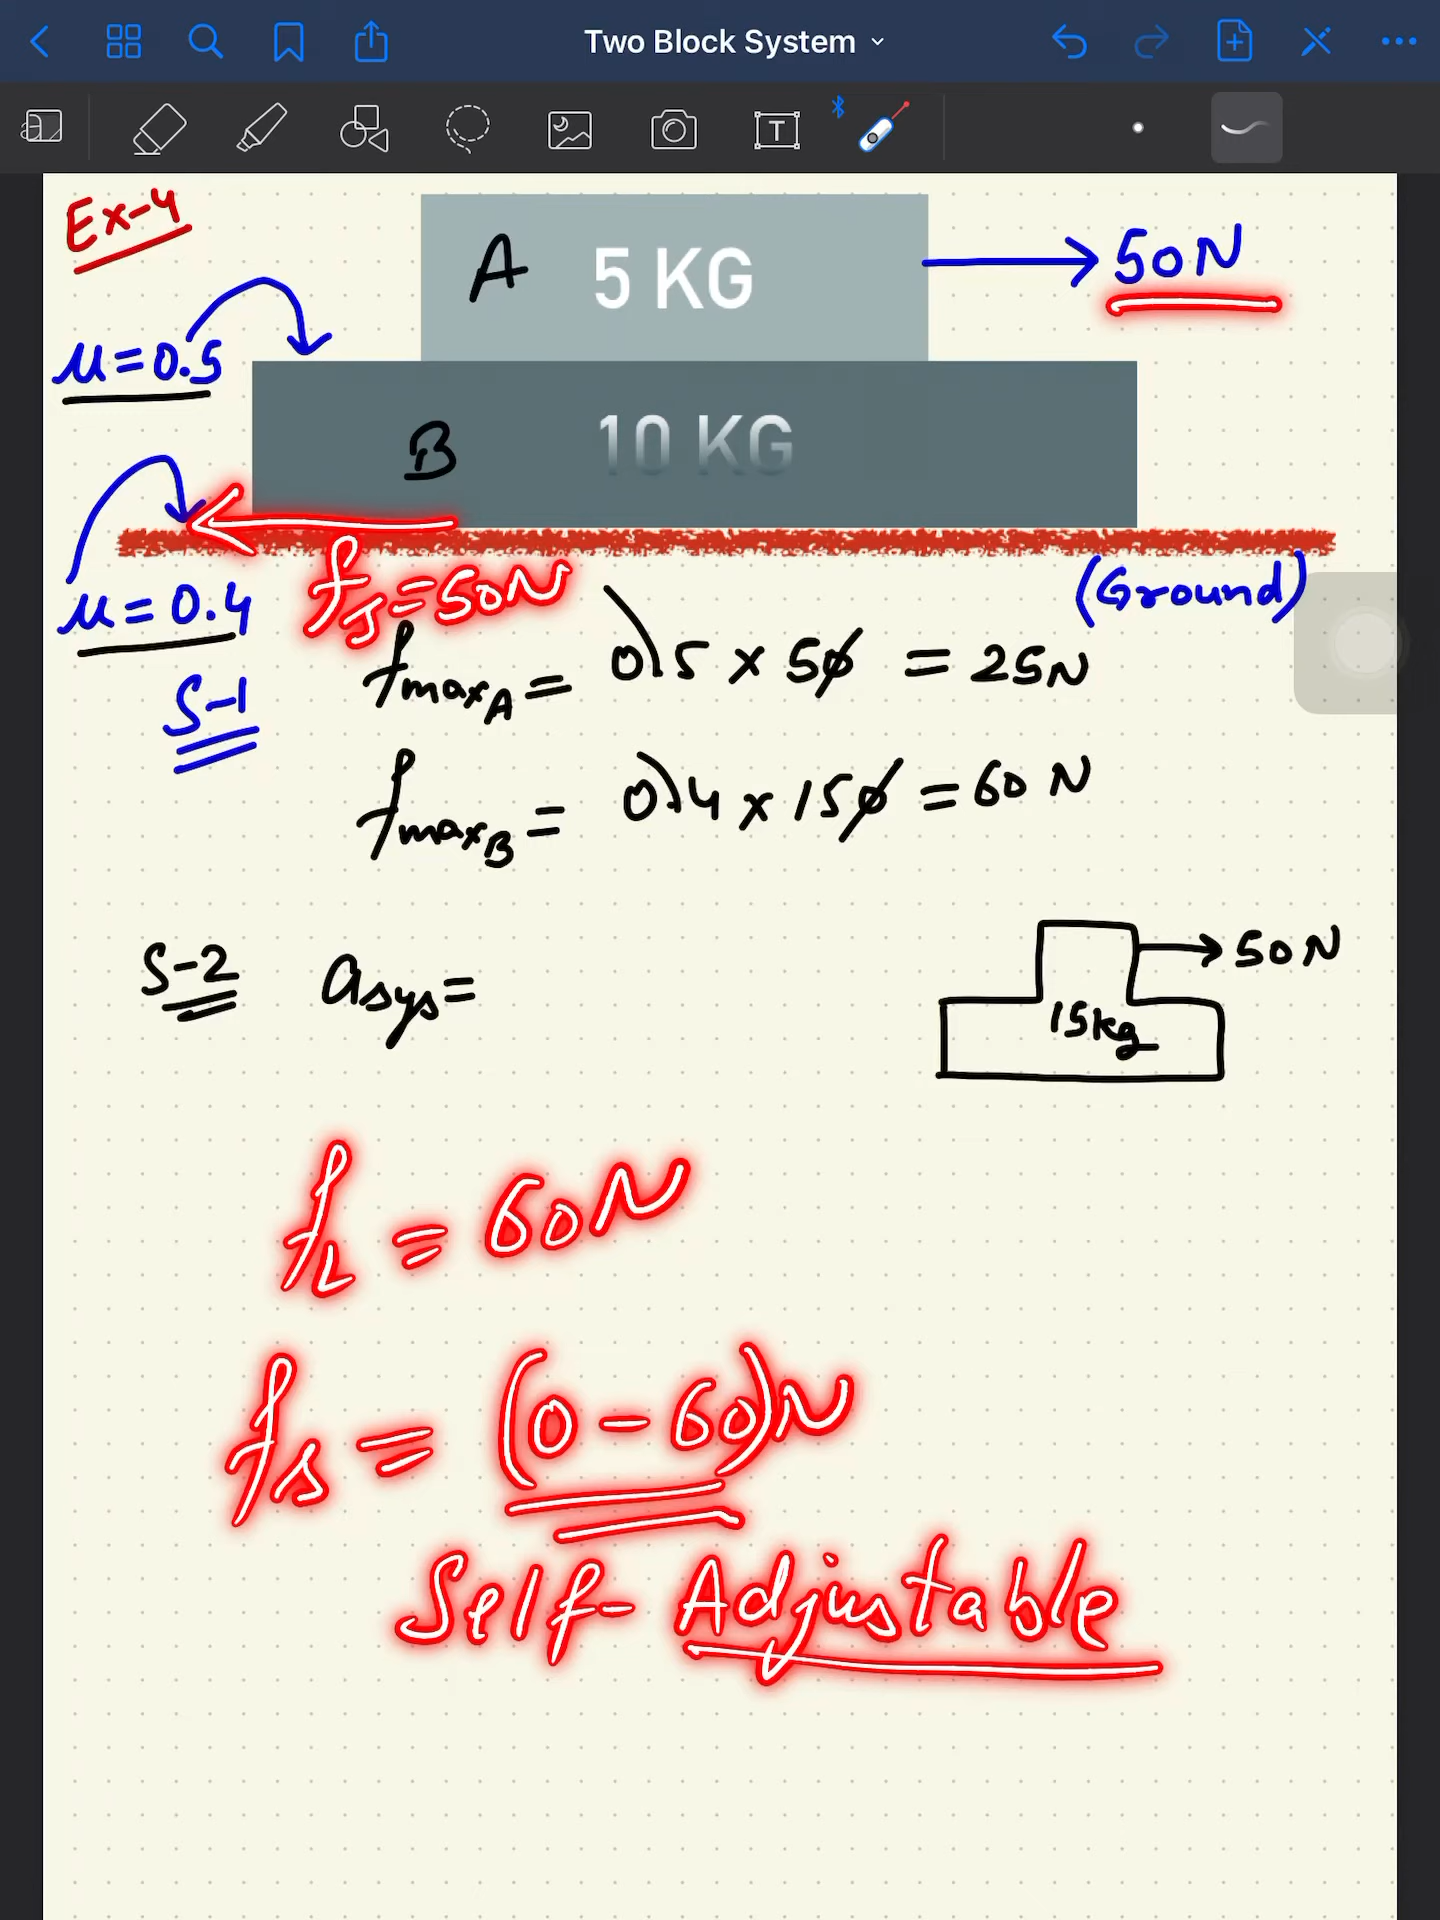 Two Block System
T
Ex-4
A 5 KG
50N
μ=0.5
B 10 KG
fs=50N
(Ground)
μ=0.4
S-1
fmaxA = 0.5 × 50 = 25N
fmaxB = 0.4 × 150 = 60 N
S-2 asys=
50N
15kg
fL = 60N
fs = (0-60)N
Self-Adjustable